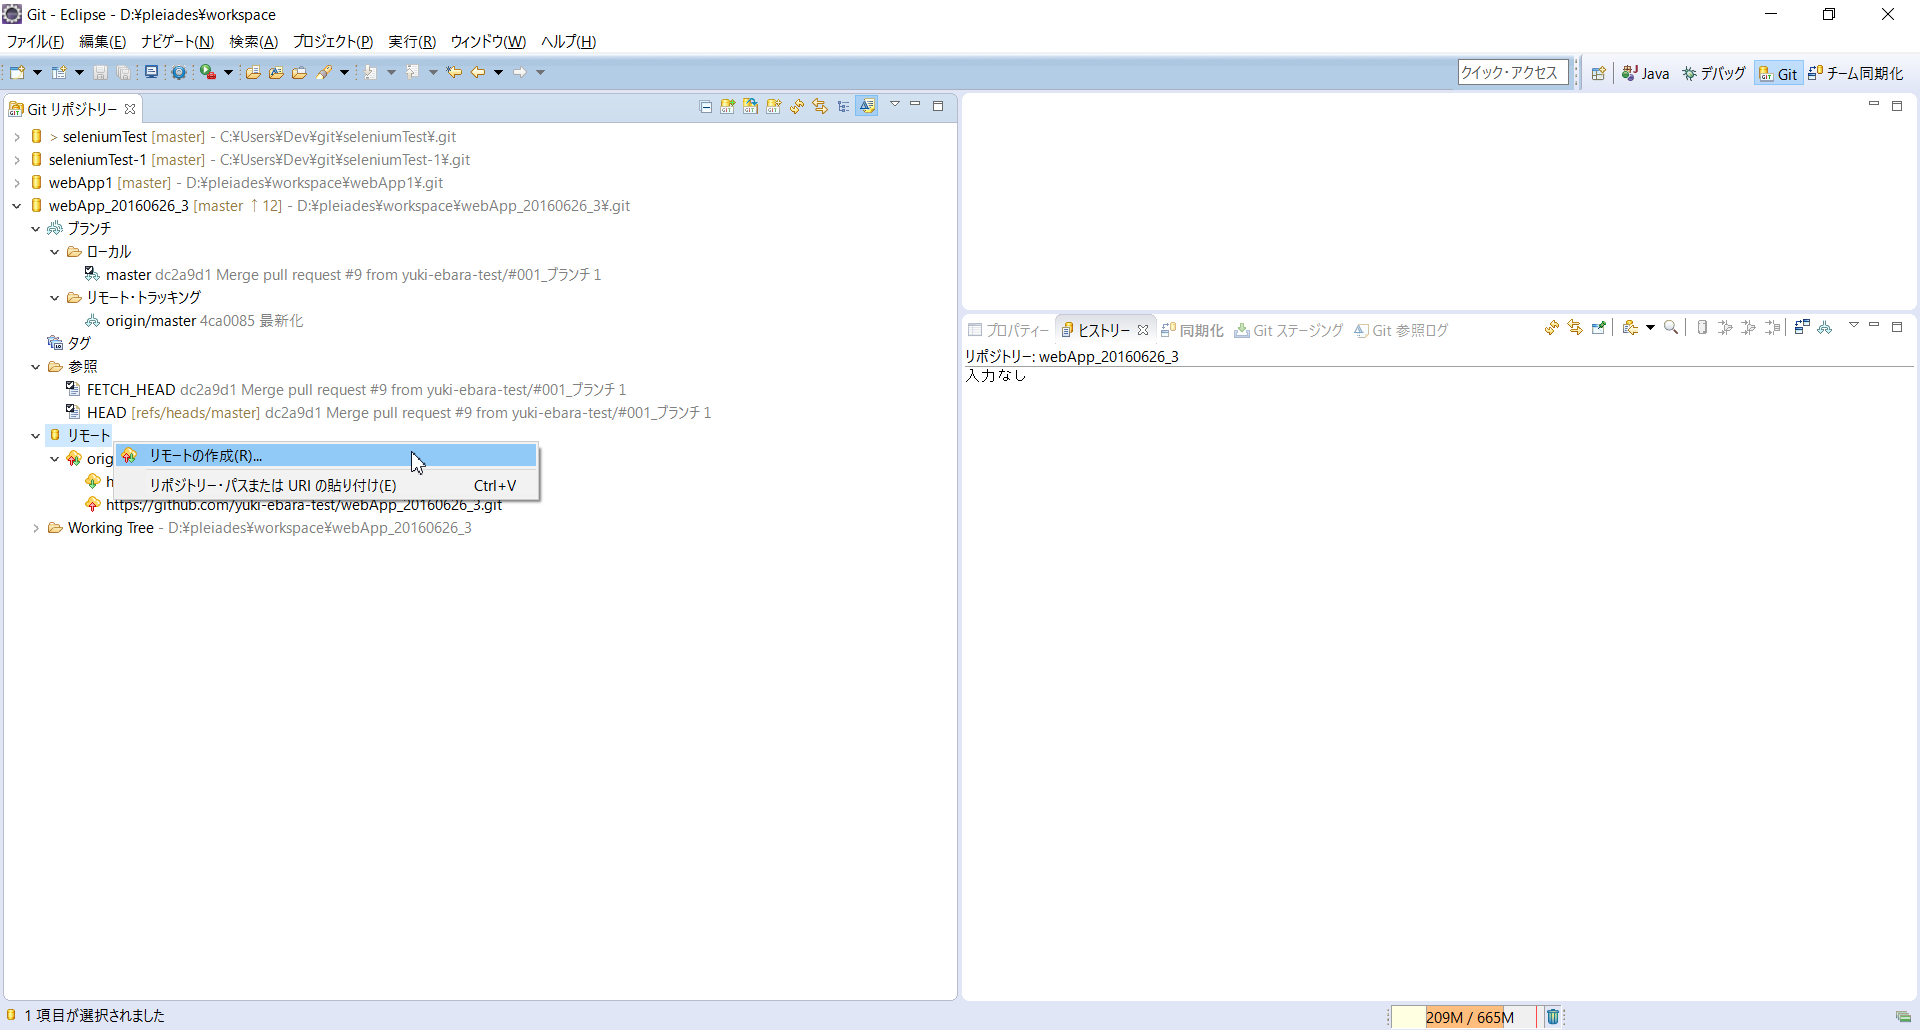 Git - Eclipse - D:¥pleiades¥workspace
ファイル(F) 編集(E) ナビゲート(N) 検索(A) プロジェクト(P) 実行(R) ウィンドウ(W) ヘルプ(H)
クイック・アクセス Java デバッグ Git チーム同期化
Git リポジトリー
> seleniumTest [master] - C:¥Users¥Dev¥git¥seleniumTest¥.git
seleniumTest-1 [master] - C:¥Users¥Dev¥git¥seleniumTest-1¥.git
webApp1 [master] - D:¥pleiades¥workspace¥webApp1¥.git
webApp_20160626_3 [master ↑12] - D:¥pleiades¥workspace¥webApp_20160626_3¥.git
ブランチ
ローカル
master dc2a9d1 Merge pull request #9 from yuki-ebara-test/#001_ブランチ1
リモート・トラッキング
origin/master 4ca0085 最新化
タグ
参照
FETCH_HEAD dc2a9d1 Merge pull request #9 from yuki-ebara-test/#001_ブランチ1
HEAD [refs/heads/master] dc2a9d1 Merge pull request #9 from yuki-ebara-test/#001_ブランチ1
リモート
orig
リモートの作成(R)...
h
リポジトリー・パスまたは URI の貼り付け(E) Ctrl+V
https://github.com/yuki-ebara-test/webApp_20160626_3.git
Working Tree - D:¥pleiades¥workspace¥webApp_20160626_3
プロパティー ヒストリー 同期化 Git ステージング Git 参照ログ
リポジトリー: webApp_20160626_3
入力なし
1 項目が選択されました
209M / 665M